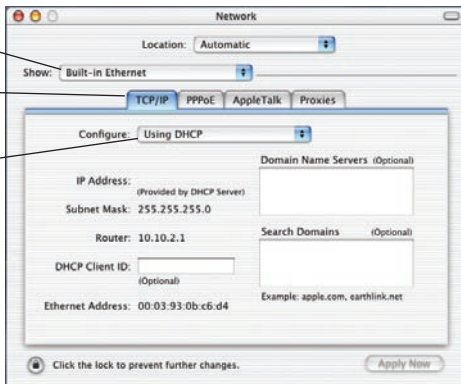 Network
Location: Automatic
Show: Built-in Ethernet
TCP/IP PPPoE AppleTalk Proxies
Configure: Using DHCP
Domain Name Servers (Optional)
IP Address:
(Provided by DHCP Server)
Subnet Mask: 255.255.255.0
Router: 10.10.2.1
Search Domains (Optional)
DHCP Client ID:
(Optional)
Ethernet Address: 00:03:93:0b:c6:d4
Example: apple.com, earthlink.net
Click the lock to prevent further changes.
Apply Now